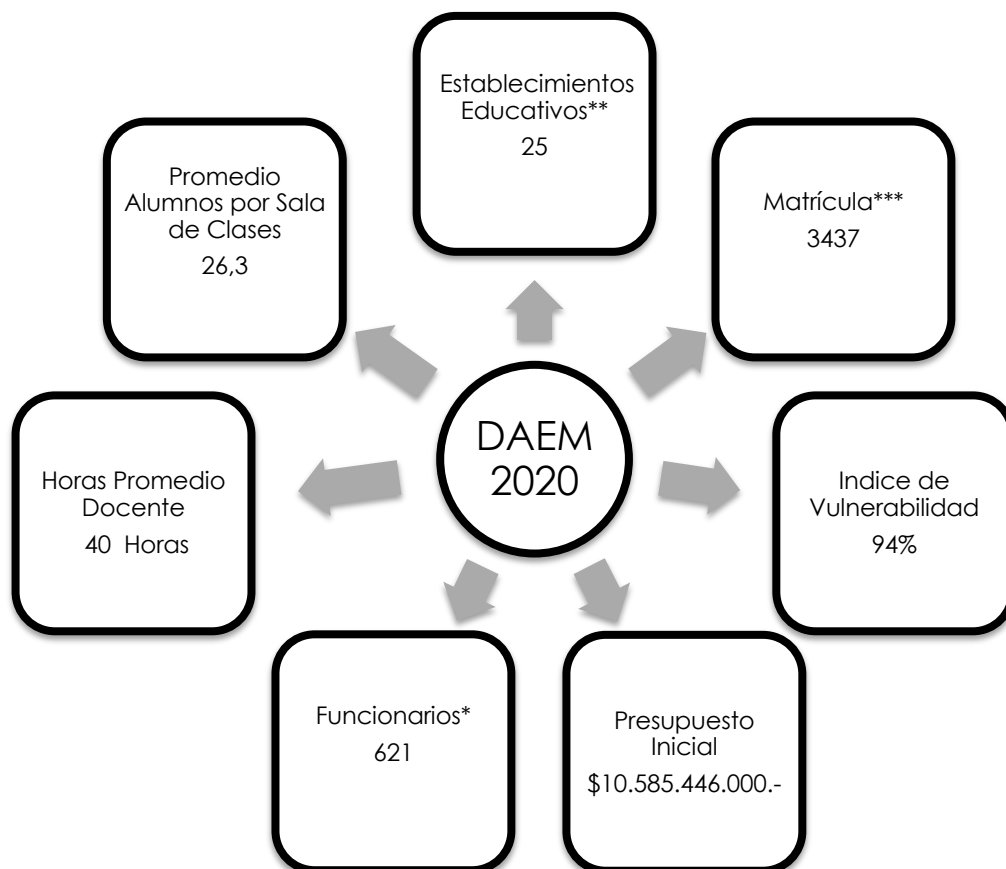 Establecimientos
Educativos**
25
Promedio
Alumnos por Sala
de Clases
26,3
Matrícula***
3437
DAEM
2020
Horas Promedio
Docente
40 Horas
Indice de
Vulnerabilidad
94%
Funcionarios*
621
Presupuesto
Inicial
$10.585.446.000.-